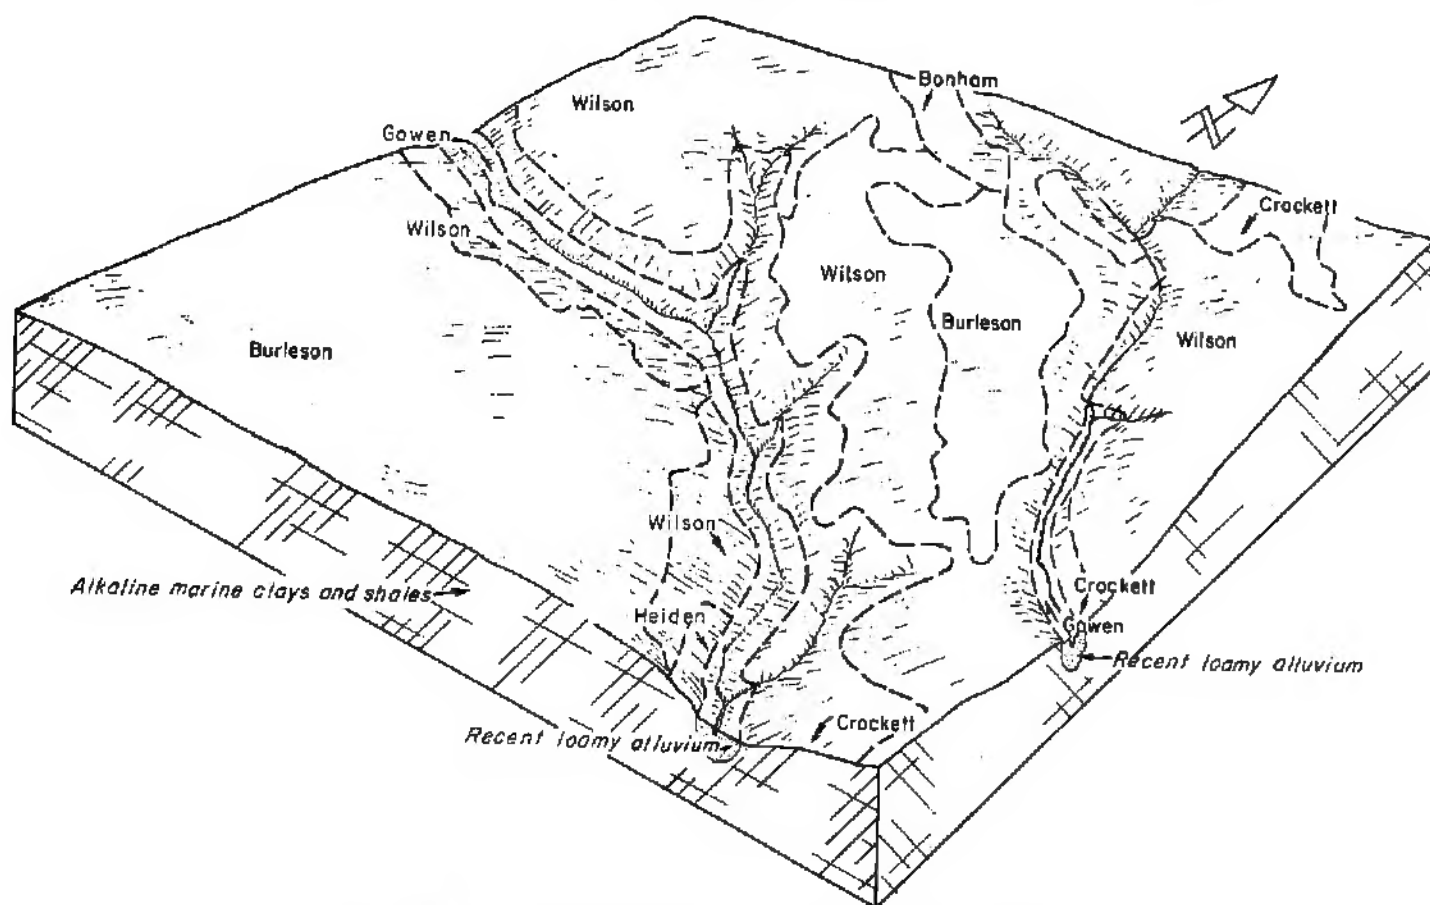 Bonham
Wilson
Gowen
Crockett
Wilson
Wilson
Burleson
Wilson
Burleson
Wilson
Alkaline marine clays and shales
Crockett
Heiden
Gowen
Recent loamy alluvium
Crockett
Recent loamy alluvium
N